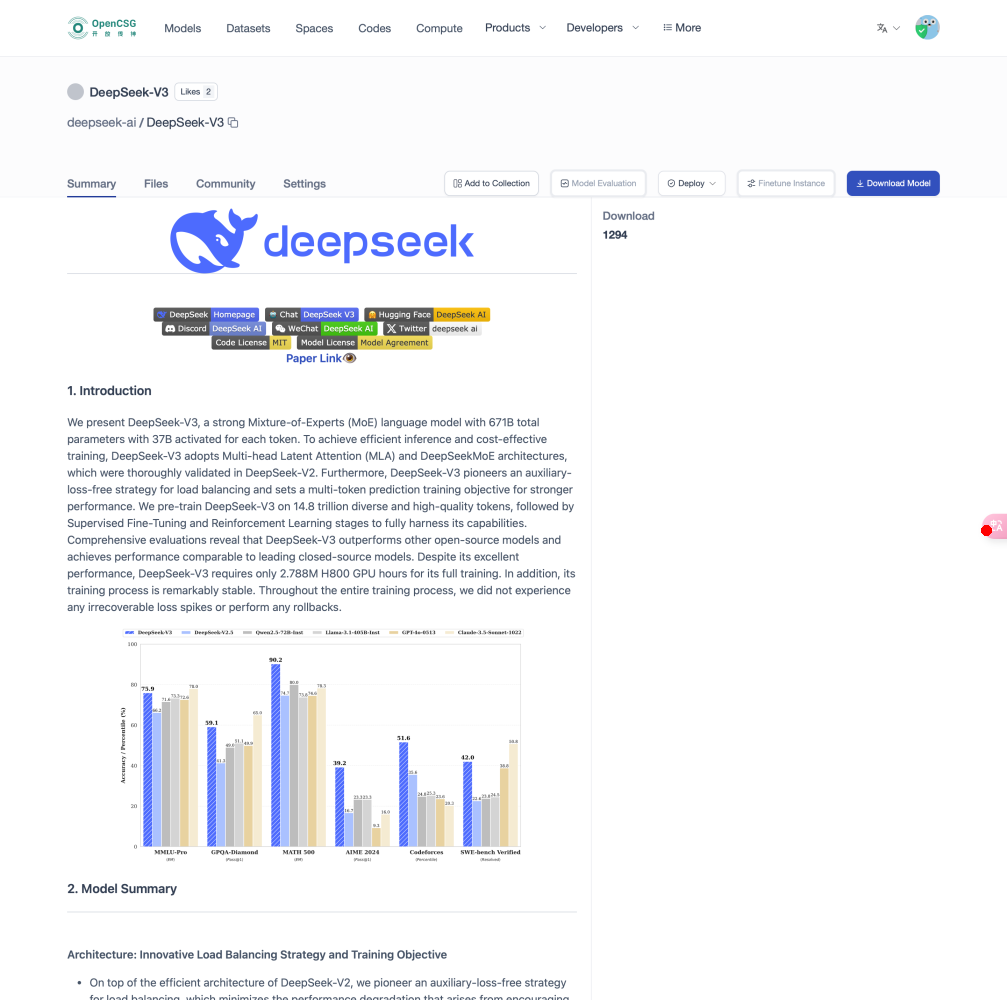 OpenCSG
开放传神
Models Datasets Spaces Codes Compute Products Developers More
DeepSeek-V3 Likes 2
deepseek-ai / DeepSeek-V3
Summary Files Community Settings Add to Collection Model Evaluation Deploy Finetune Instance Download Model
Download
1294
deepseek
DeepSeek Homepage Chat DeepSeek V3 Hugging Face DeepSeek AI
Discord DeepSeek AI WeChat DeepSeek AI Twitter deepseek ai
Code License MIT Model License Model Agreement
Paper Link
1. Introduction
We present DeepSeek-V3, a strong Mixture-of-Experts (MoE) language model with 671B total
parameters with 37B activated for each token. To achieve efficient inference and cost-effective
training, DeepSeek-V3 adopts Multi-head Latent Attention (MLA) and DeepSeekMoE architectures,
which were thoroughly validated in DeepSeek-V2. Furthermore, DeepSeek-V3 pioneers an auxiliary-
loss-free strategy for load balancing and sets a multi-token prediction training objective for stronger
performance. We pre-train DeepSeek-V3 on 14.8 trillion diverse and high-quality tokens, followed by
Supervised Fine-Tuning and Reinforcement Learning stages to fully harness its capabilities.
Comprehensive evaluations reveal that DeepSeek-V3 outperforms other open-source models and
achieves performance comparable to leading closed-source models. Despite its excellent
performance, DeepSeek-V3 requires only 2.788M H800 GPU hours for its full training. In addition, its
training process is remarkably stable. Throughout the entire training process, we did not experience
any irrecoverable loss spikes or perform any rollbacks.
DeepSeek-V3 DeepSeek-V2.5 Qwen2.5-72B-Inst Llama-3.1-405B-Inst GPT-4o-0513 Claude-3.5-Sonnet-1022
Accuracy / Percentile (%)
100
80
60
40
20
0
75.9 66.2 71.6 73.3 72.6 78.0
59.1 41.3 49.0 51.1 49.9 65.0
90.2 74.7 80.0 73.8 74.6 78.3
39.2 16.7 23.3 23.3 9.3 16.0
51.6 35.6 24.8 25.3 23.6 20.3
42.0 22.6 23.8 24.5 38.8 50.8
MMLU-Pro GPQA-Diamond MATH 500 AIME 2024 Codeforces SWE-bench Verified
(EM) (Pass@1) (EM) (Pass@1) (Percentile) (Resolved)
2. Model Summary
Architecture: Innovative Load Balancing Strategy and Training Objective
• On top of the efficient architecture of DeepSeek-V2, we pioneer an auxiliary-loss-free strategy
for load balancing, which minimizes the performance degradation that arises from encouraging